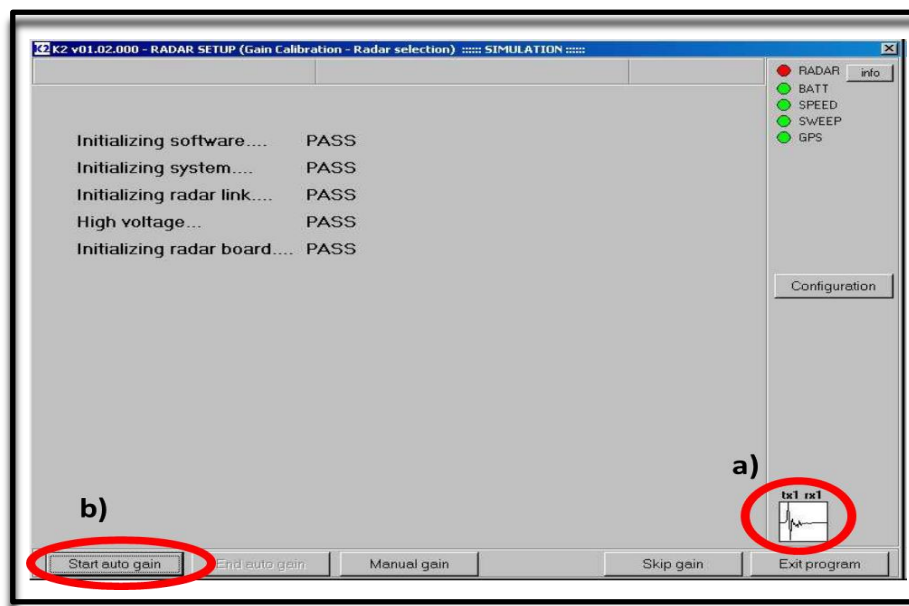 K2 K2 v01.02.000 - RADAR SETUP (Gain Calibration - Radar selection) :::::: SIMULATION ::::::
RADAR info
BATT
SPEED
SWEEP
GPS
Initializing software.... PASS
Initializing system.... PASS
Initializing radar link.... PASS
High voltage... PASS
Initializing radar board.... PASS
Configuration
a)
tx1 rx1
b)
Start auto gain End auto gain Manual gain Skip gain Exit program